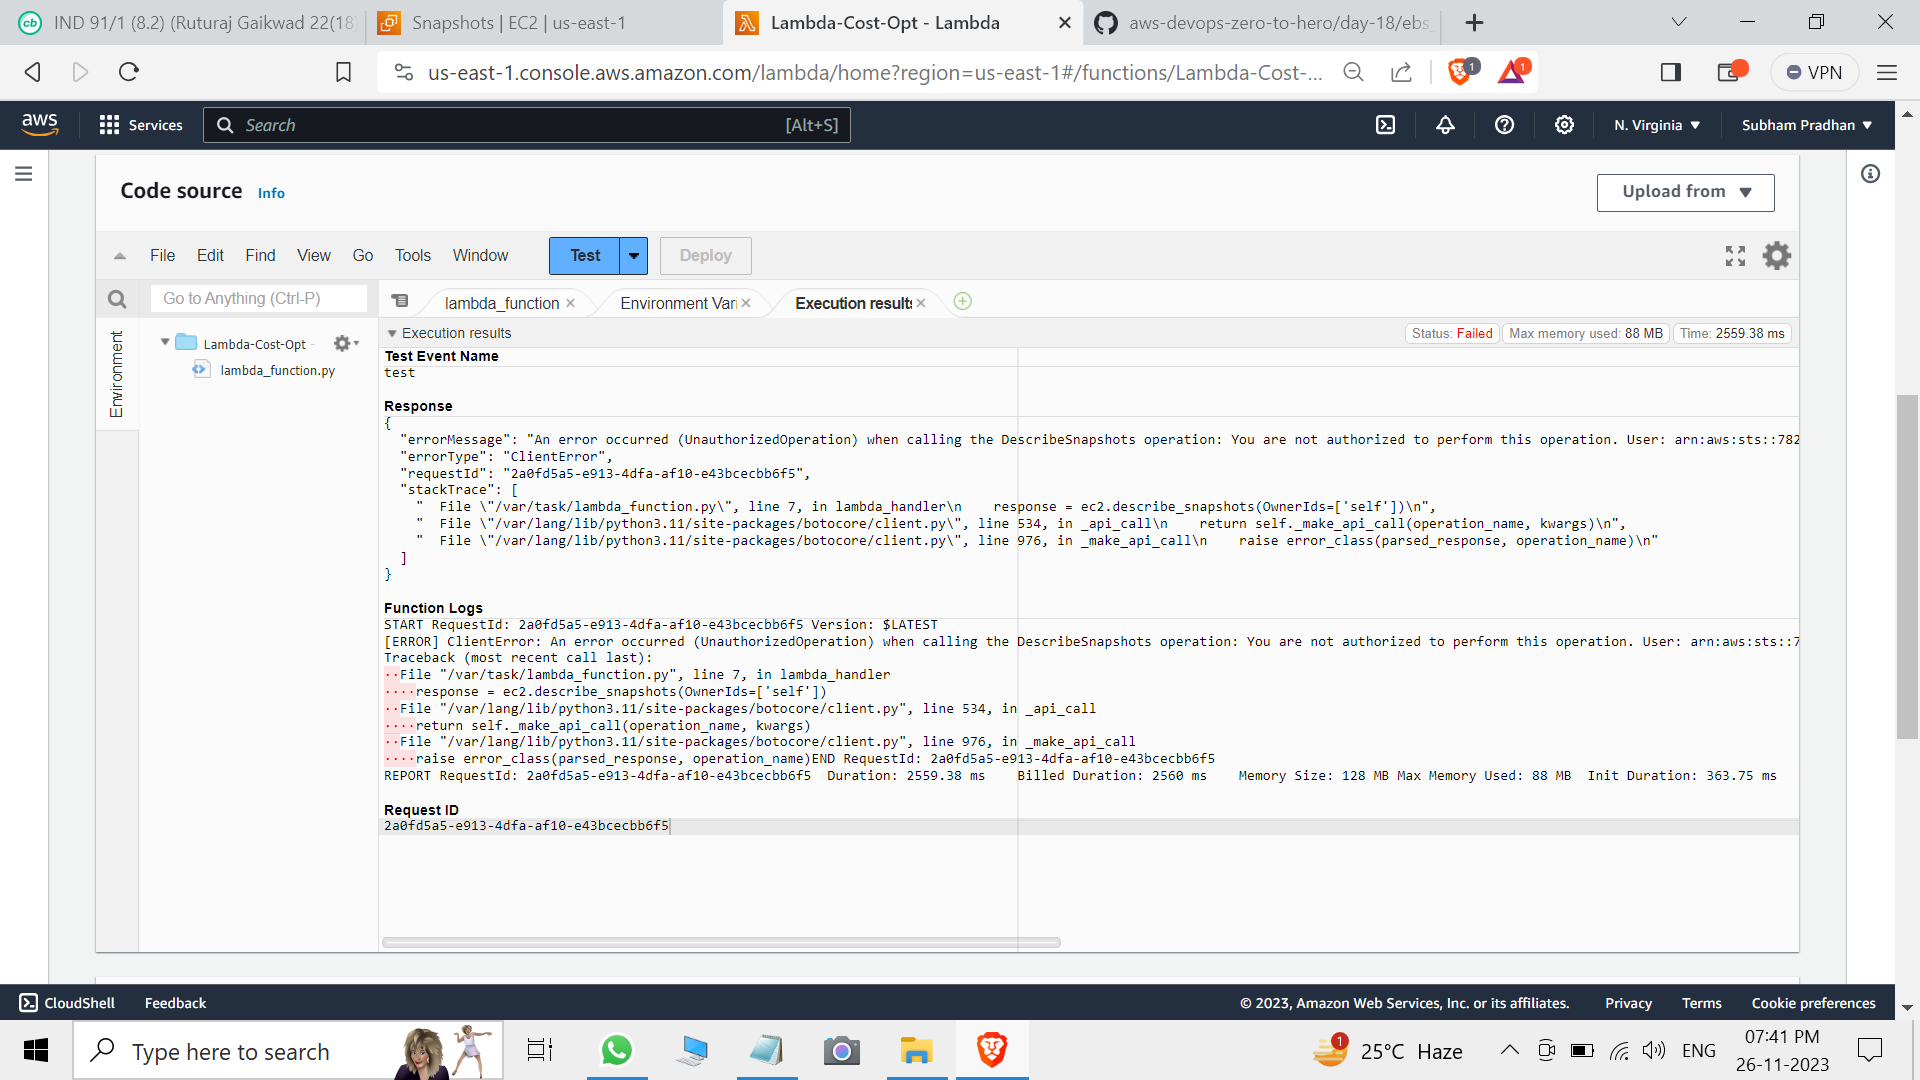 IND 91/1 (8.2) (Ruturaj Gaikwad 22(18)
Snapshots | EC2 | us-east-1
Lambda-Cost-Opt - Lambda
aws-devops-zero-to-hero/day-18/ebs_
us-east-1.console.aws.amazon.com/lambda/home?region=us-east-1#/functions/Lambda-Cost-...
1
1
VPN
aws
Services
Search
[Alt+S]
N. Virginia
Subham Pradhan
Code source
Info
Upload from
File Edit Find View Go Tools Window
Test
Deploy
Go to Anything (Ctrl-P)
lambda_function
Environment Vari
Execution results
Environment
Lambda-Cost-Opt -
lambda_function.py
Execution results
Status: Failed
Max memory used: 88 MB
Time: 2559.38 ms
Test Event Name
test
Response
{
"errorMessage": "An error occurred (UnauthorizedOperation) when calling the DescribeSnapshots operation: You are not authorized to perform this operation. User: arn:aws:sts::782
"errorType": "ClientError",
"requestId": "2a0fd5a5-e913-4dfa-af10-e43bcecbb6f5",
"stackTrace": [
"  File \"/var/task/lambda_function.py\", line 7, in lambda_handler\n    response = ec2.describe_snapshots(OwnerIds=['self'])\n",
"  File \"/var/lang/lib/python3.11/site-packages/botocore/client.py\", line 534, in _api_call\n    return self._make_api_call(operation_name, kwargs)\n",
"  File \"/var/lang/lib/python3.11/site-packages/botocore/client.py\", line 976, in _make_api_call\n    raise error_class(parsed_response, operation_name)\n"
]
}
Function Logs
START RequestId: 2a0fd5a5-e913-4dfa-af10-e43bcecbb6f5 Version: $LATEST
[ERROR] ClientError: An error occurred (UnauthorizedOperation) when calling the DescribeSnapshots operation: You are not authorized to perform this operation. User: arn:aws:sts::7
Traceback (most recent call last):
··File "/var/task/lambda_function.py", line 7, in lambda_handler
····response = ec2.describe_snapshots(OwnerIds=['self'])
··File "/var/lang/lib/python3.11/site-packages/botocore/client.py", line 534, in _api_call
····return self._make_api_call(operation_name, kwargs)
··File "/var/lang/lib/python3.11/site-packages/botocore/client.py", line 976, in _make_api_call
····raise error_class(parsed_response, operation_name)END RequestId: 2a0fd5a5-e913-4dfa-af10-e43bcecbb6f5
REPORT RequestId: 2a0fd5a5-e913-4dfa-af10-e43bcecbb6f5  Duration: 2559.38 ms    Billed Duration: 2560 ms    Memory Size: 128 MB Max Memory Used: 88 MB  Init Duration: 363.75 ms
Request ID
2a0fd5a5-e913-4dfa-af10-e43bcecbb6f5
CloudShell
Feedback
© 2023, Amazon Web Services, Inc. or its affiliates.
Privacy
Terms
Cookie preferences
Type here to search
1
25°C Haze
ENG
07:41 PM
26-11-2023